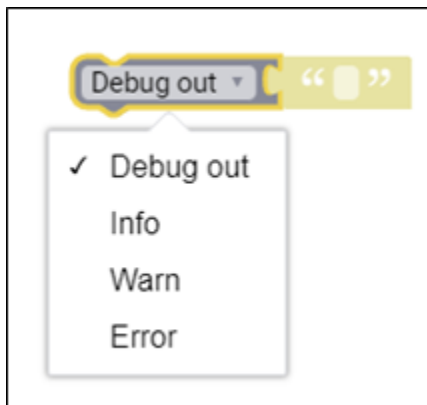 Debug out ▾ “ ”
✓ Debug out
Info
Warn
Error